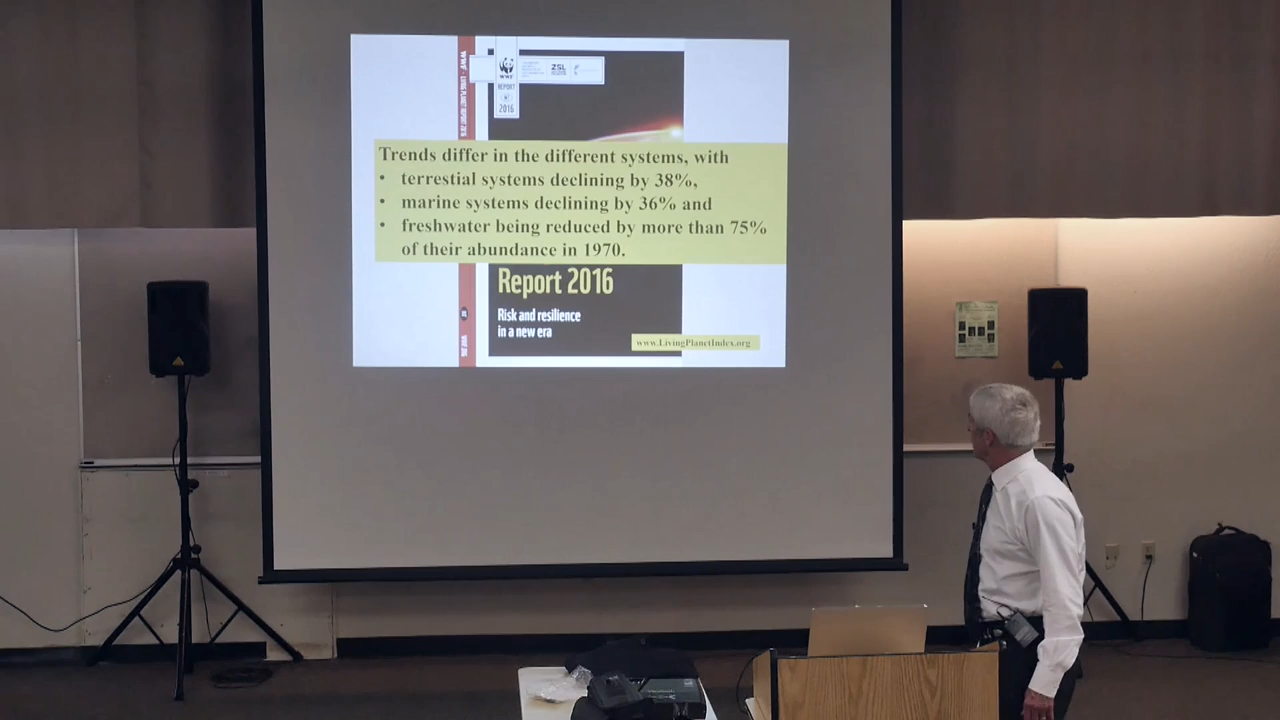 WWF
REPORT
2016
ZSL
Trends differ in the different systems, with
• terrestial systems declining by 38%,
• marine systems declining by 36% and
• freshwater being reduced by more than 75%
of their abundance in 1970.
Report 2016
Risk and resilience
in a new era
www.LivingPlanetIndex.org